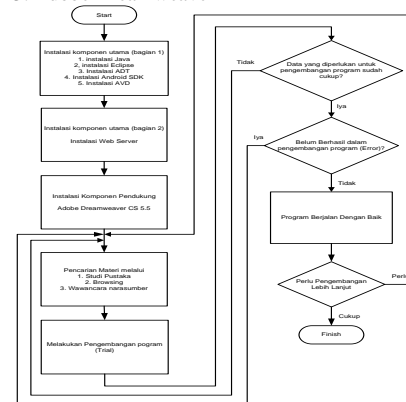 Start
Instalasi komponen utama (bagian 1)
1. instalasi Java
2, instalasi Eclipse
3. Instalasi ADT
4. Instalasi Android SDK
5. Instalasi AVD
Instalasi komponen utama (bagian 2)
Instalasi Web Server
Instalasi Komponen Pendukung
Adobe Dreamweaver CS 5.5
Pencarian Materi melalui
1. Studi Pustaka
2. Browsing
3. Wawancara narasumber
Melakukan Pengembangan pogram
(Trial)
Tidak
Data yang diperlukan untuk
pengembangan program sudah
cukup?
Iya
Iya
Belum Berhasil dalam
pengembangan program (Error)?
Tidak
Program Berjalan Dengan Baik
Perlu Pengembangan
Lebih Lanjut
Perlu
Cukup
Finish